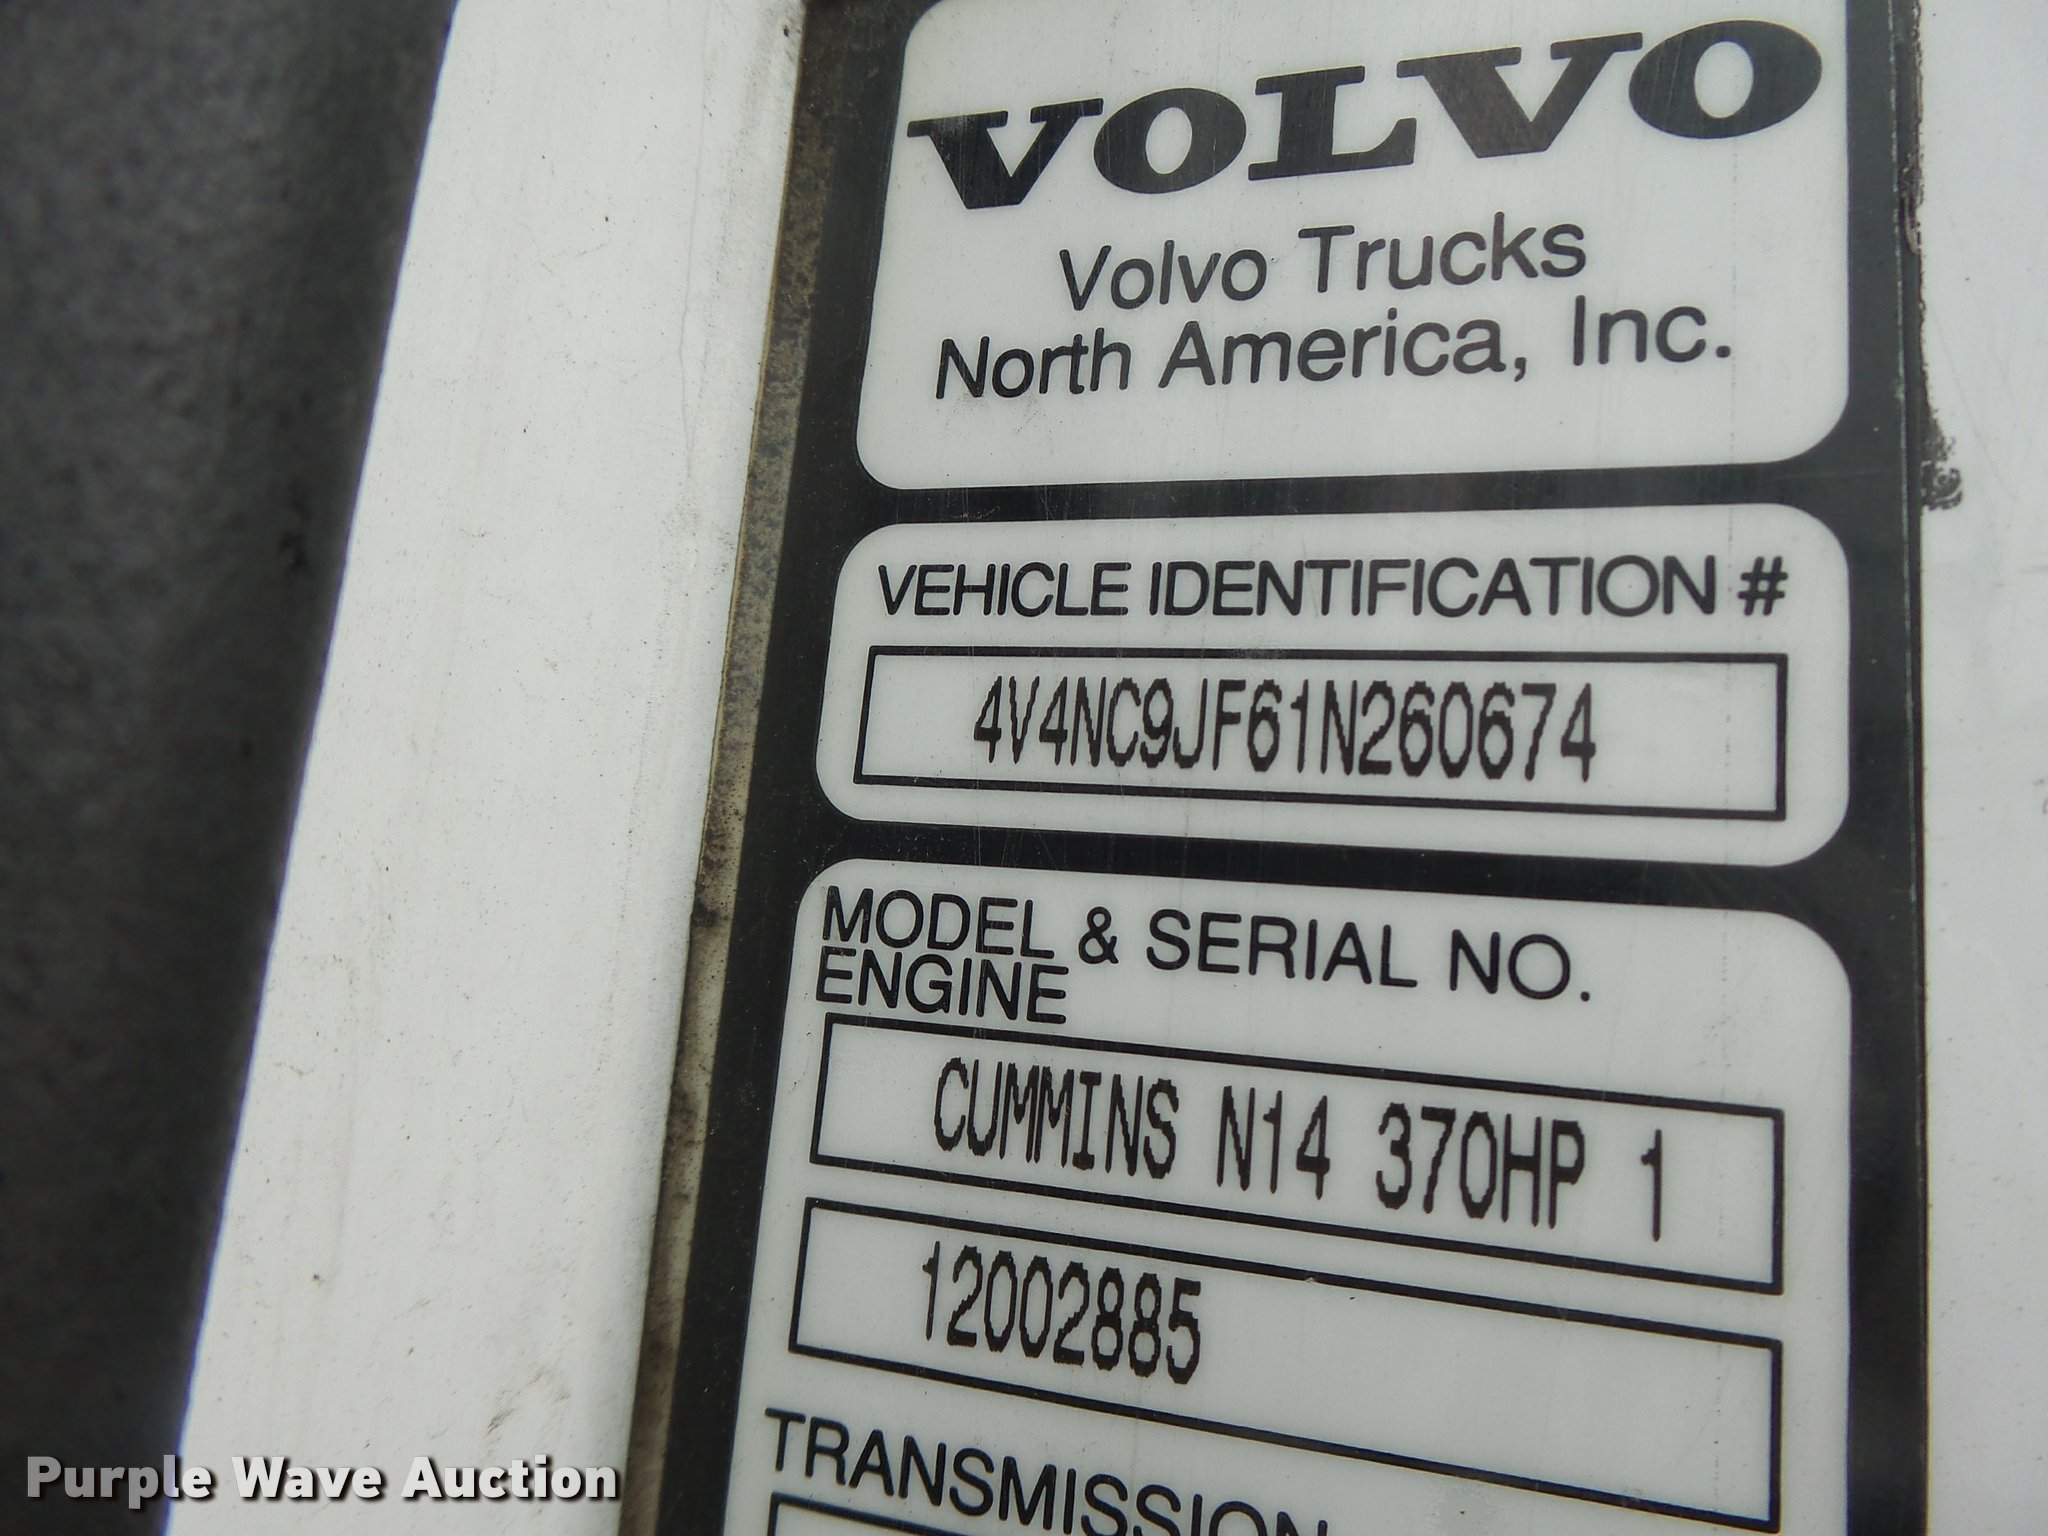 VOLVO
Volvo Trucks
North America, Inc.
VEHICLE IDENTIFICATION #
4V4NC9JF61N260674
MODEL & SERIAL NO.
ENGINE
CUMMINS N14 370HP 1
12002885
TRANSMISSION
Purple Wave Auction